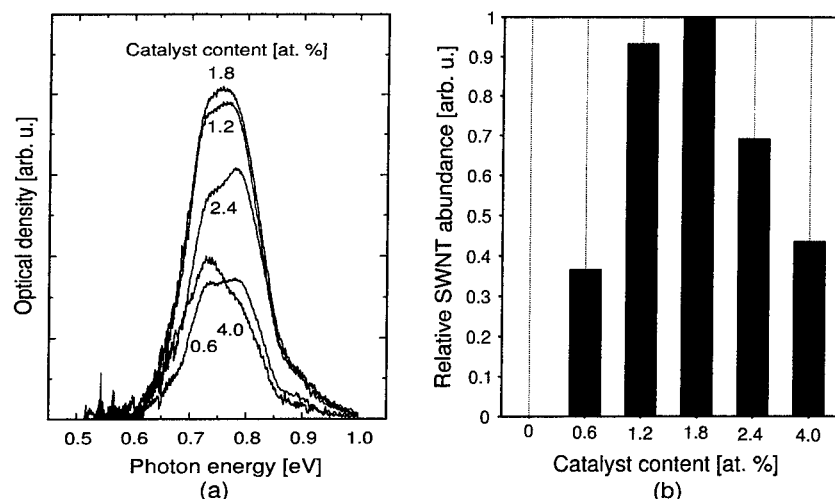 Catalyst content [at. %]
1.8
1.2
2.4
4.0
0.6
Optical density [arb. u.]
0.5 0.6 0.7 0.8 0.9 1.0
Photon energy [eV]
(a)
Relative SWNT abundance [arb. u.]
1
0.9
0.8
0.7
0.6
0.5
0.4
0.3
0.2
0.1
0
0 0.6 1.2 1.8 2.4 4.0
Catalyst content [at. %]
(b)